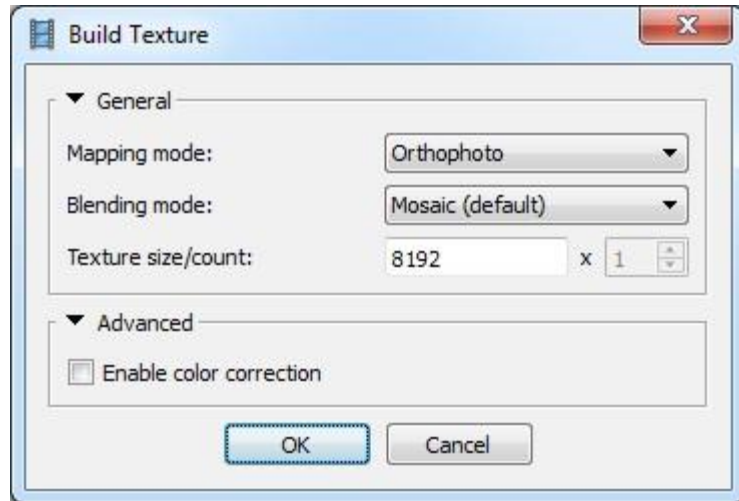 Build Texture
General
Mapping mode: Orthophoto
Blending mode: Mosaic (default)
Texture size/count: 8192 x 1
Advanced
Enable color correction
OK Cancel